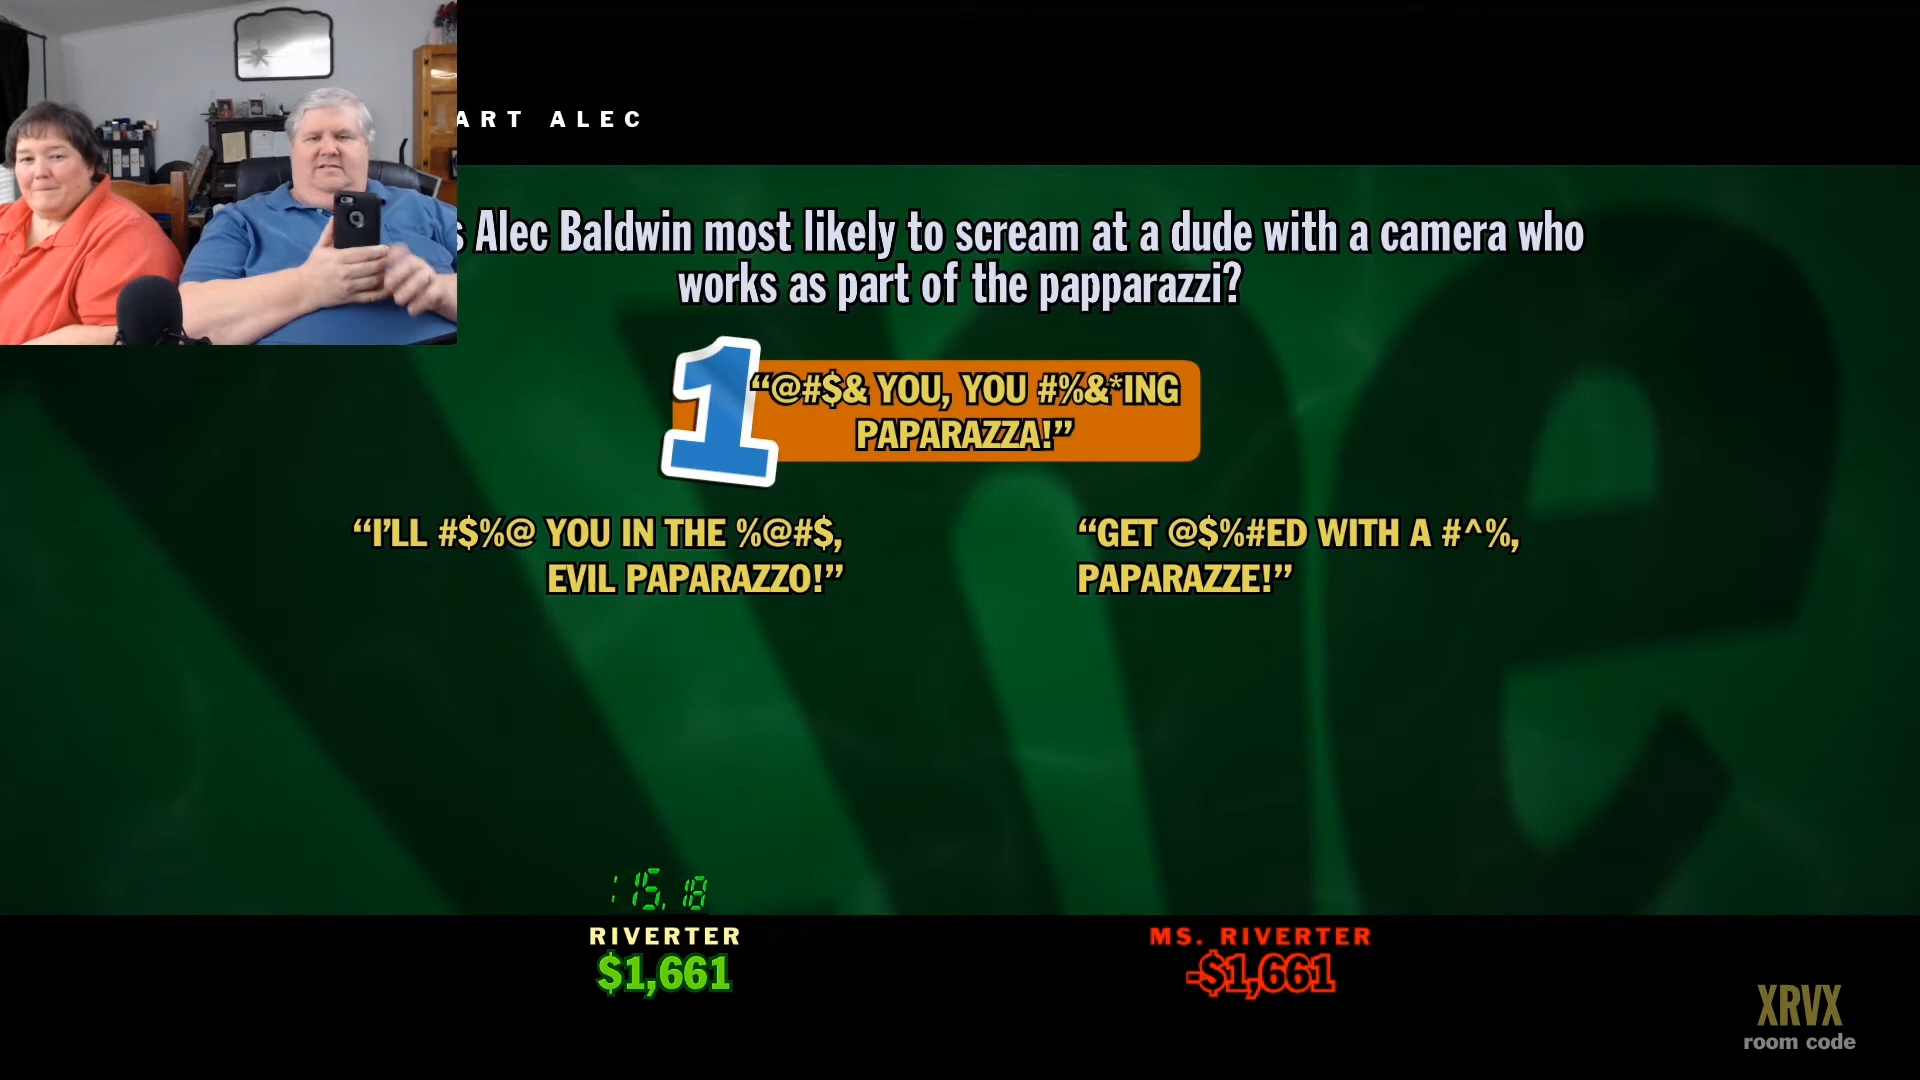 ART ALEC
s Alec Baldwin most likely to scream at a dude with a camera who
works as part of the papparazzi?
1
“@#$& YOU, YOU #%&*ING
PAPARAZZA!”
“I’LL #$%@ YOU IN THE %@#$,
EVIL PAPARAZZO!”
“GET @$%#ED WITH A #^%,
PAPARAZZE!”
:15.18
RIVERTER
$1,661
MS. RIVERTER
-$1,661
XRVX
room code